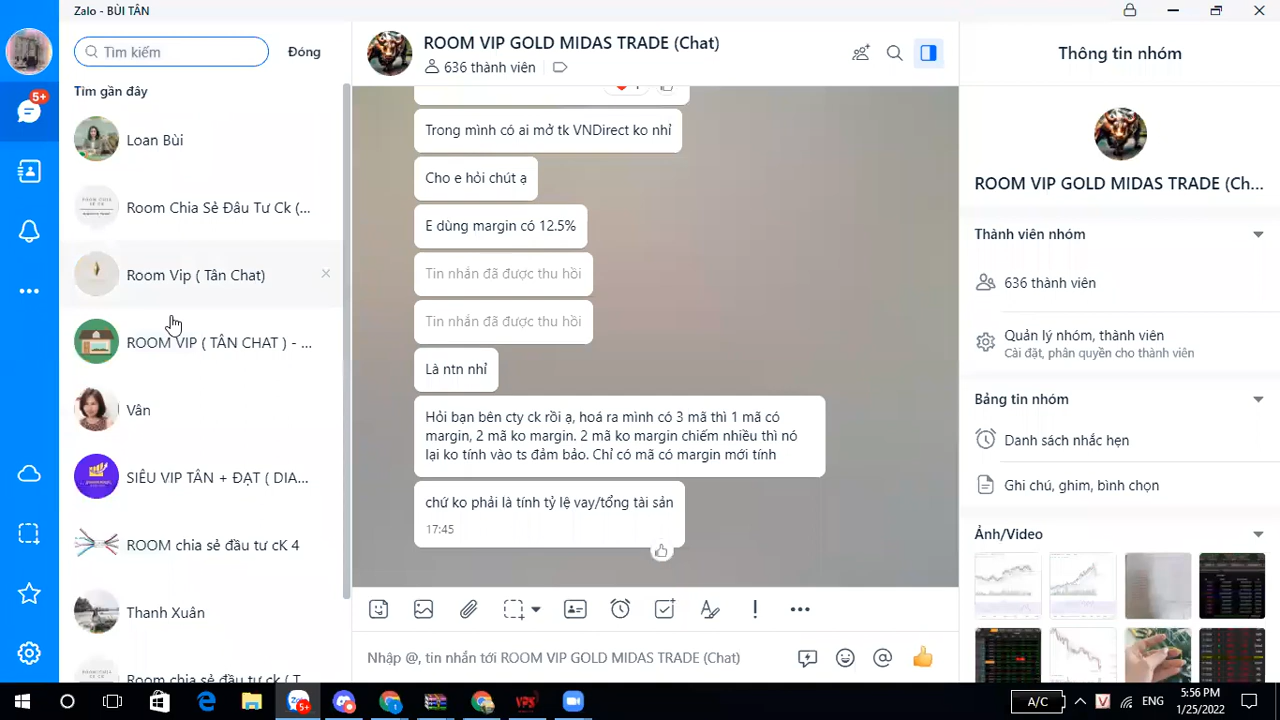 Zalo - BÙI TẤN
Tìm kiếm
Đóng
5+
Tìm gần đây
Loan Bùi
Room Chia Sẻ Đầu Tư Ck (...
Room Vip ( Tân Chat)
ROOM VIP ( TÂN CHAT ) - ...
Vân
SIÊU VIP TÂN + ĐẠT ( DIA...
ROOM chia sẻ đầu tư cK 4
Thanh Xuân
Room chia sẻ đầu tư ck
ROOM VIP GOLD MIDAS TRADE (Chat)
636 thành viên
Trong mình có ai mở tk VNDirect ko nhỉ
Cho e hỏi chút ạ
E dùng margin có 12.5%
Tin nhắn đã được thu hồi
Tin nhắn đã được thu hồi
Là ntn nhỉ
Hỏi bạn bên cty ck rồi ạ, hoá ra mình có 3 mã thì 1 mã có
margin, 2 mã ko margin. 2 mã ko margin chiếm nhiều thì nó
lại ko tính vào ts đảm bảo. Chỉ có mã có margin mới tính
chứ ko phải là tính tỷ lệ vay/tổng tài sản
17:45
Nhập @, tin nhắn tới ROOM VIP GOLD MIDAS TRADE (Chat)
Thông tin nhóm
ROOM VIP GOLD MIDAS TRADE (Ch...
Thành viên nhóm
636 thành viên
Quản lý nhóm, thành viên
Cài đặt, phân quyền cho thành viên
Bảng tin nhóm
Danh sách nhắc hẹn
Ghi chú, ghim, bình chọn
Ảnh/Video
A/C
ENG
5:56 PM
1/25/2022